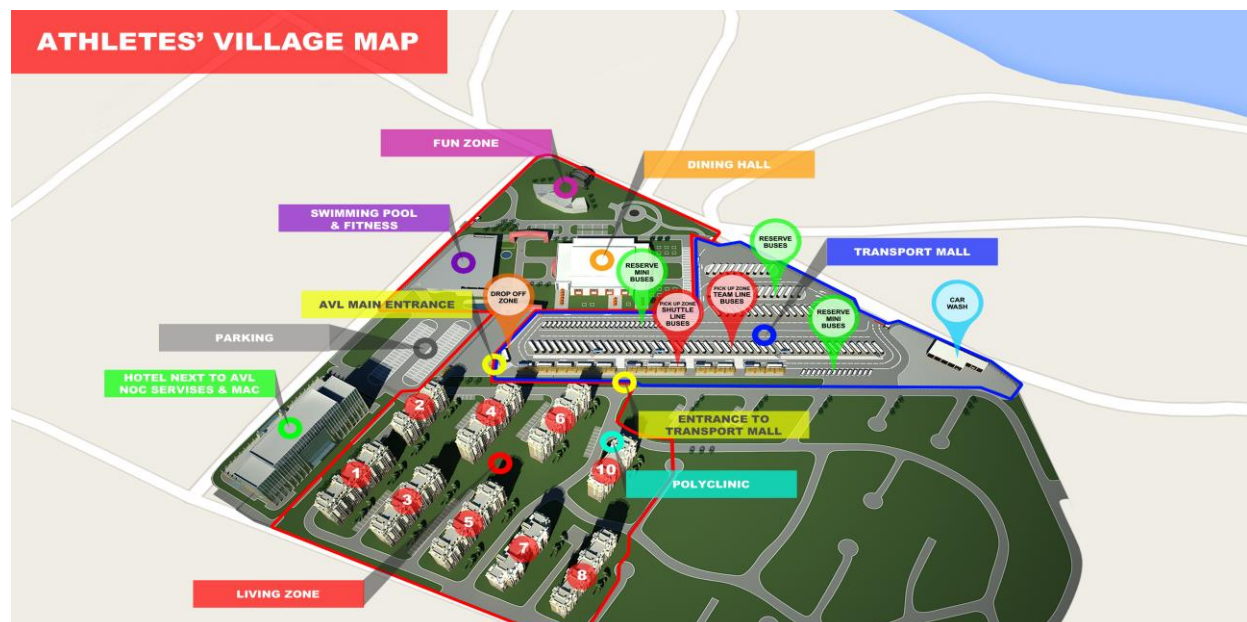 ATHLETES' VILLAGE MAP
FUN ZONE
DINING HALL
SWIMMING POOL
& FITNESS
RESERVE
BUSES
TRANSPORT MALL
RESERVE
MINI
BUSES
AVL MAIN ENTRANCE
DROP OFF
ZONE
PICK UP ZONE
SHUTTLE
LINE
BUSES
PICK UP ZONE
TEAM LINE
BUSES
RESERVE
MINI
BUSES
CAR
WASH
PARKING
HOTEL NEXT TO AVL
NOC SERVISES & MAC
2
4
6
ENTRANCE TO
TRANSPORT MALL
1
3
5
10
POLYCLINIC
7
8
LIVING ZONE